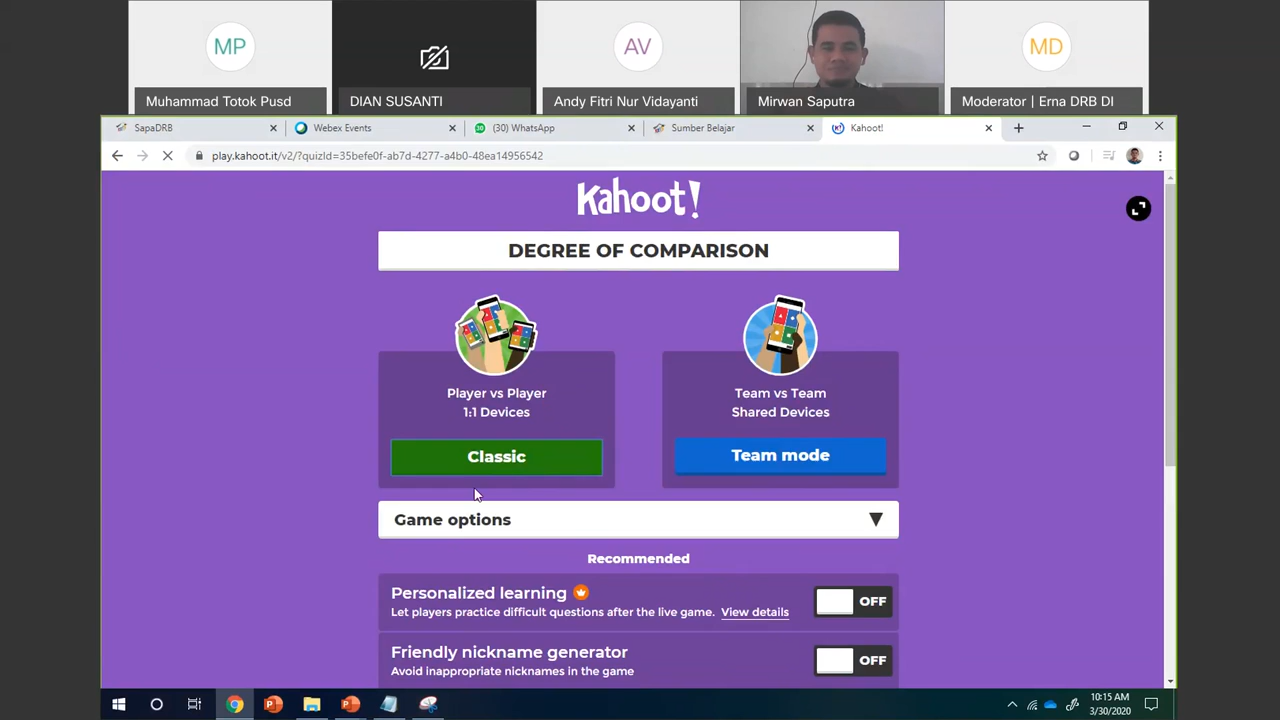 MP
AV
MD
Muhammad Totok Pusd
DIAN SUSANTI
Andy Fitri Nur Vidayanti
Mirwan Saputra
Moderator | Erna DRB DI
SapaDRB
Webex Events
(30) WhatsApp
Sumber Belajar
Kahoot!
play.kahoot.it/v2/?quizId=35befe0f-ab7d-4277-a4b0-48ea14956542
Kahoot!
DEGREE OF COMPARISON
Player vs Player
1:1 Devices
Classic
Team vs Team
Shared Devices
Team mode
Game options
Recommended
Personalized learning
Let players practice difficult questions after the live game. View details
OFF
Friendly nickname generator
Avoid inappropriate nicknames in the game
OFF
10:15 AM
3/30/2020